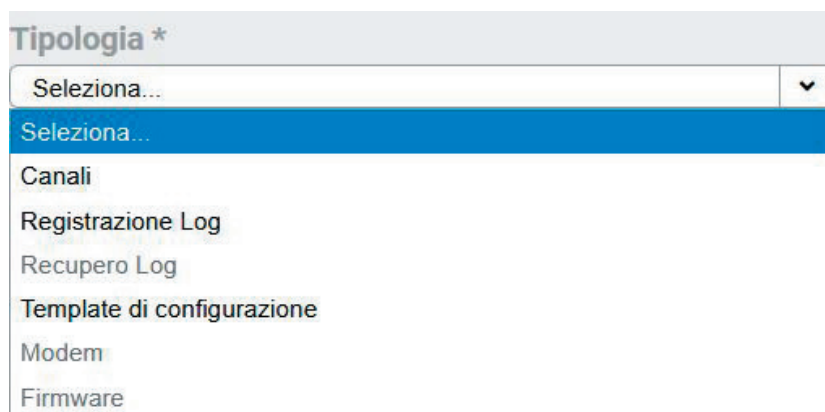 Tipologia *
Seleziona...
Seleziona...
Canali
Registrazione Log
Recupero Log
Template di configurazione
Modem
Firmware